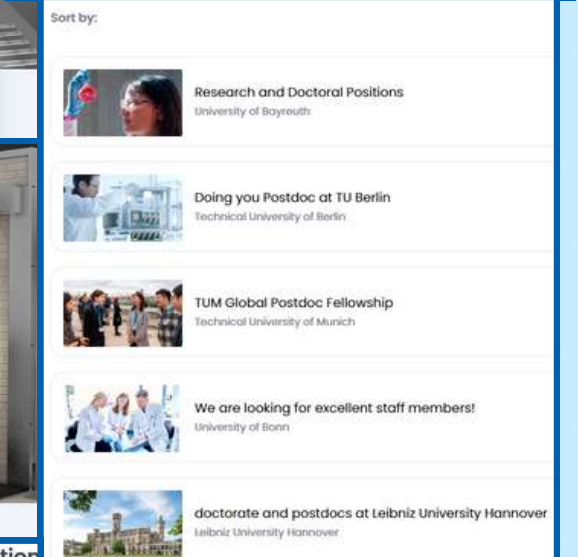 Sort by:
Research and Doctoral Positions
University of Bayreuth
Doing you Postdoc at TU Berlin
Technical University of Berlin
TUM Global Postdoc Fellowship
Technical University of Munich
We are looking for excellent staff members!
University of Bonn
doctorate and postdocs at Leibniz University Hannover
Leibniz University Hannover